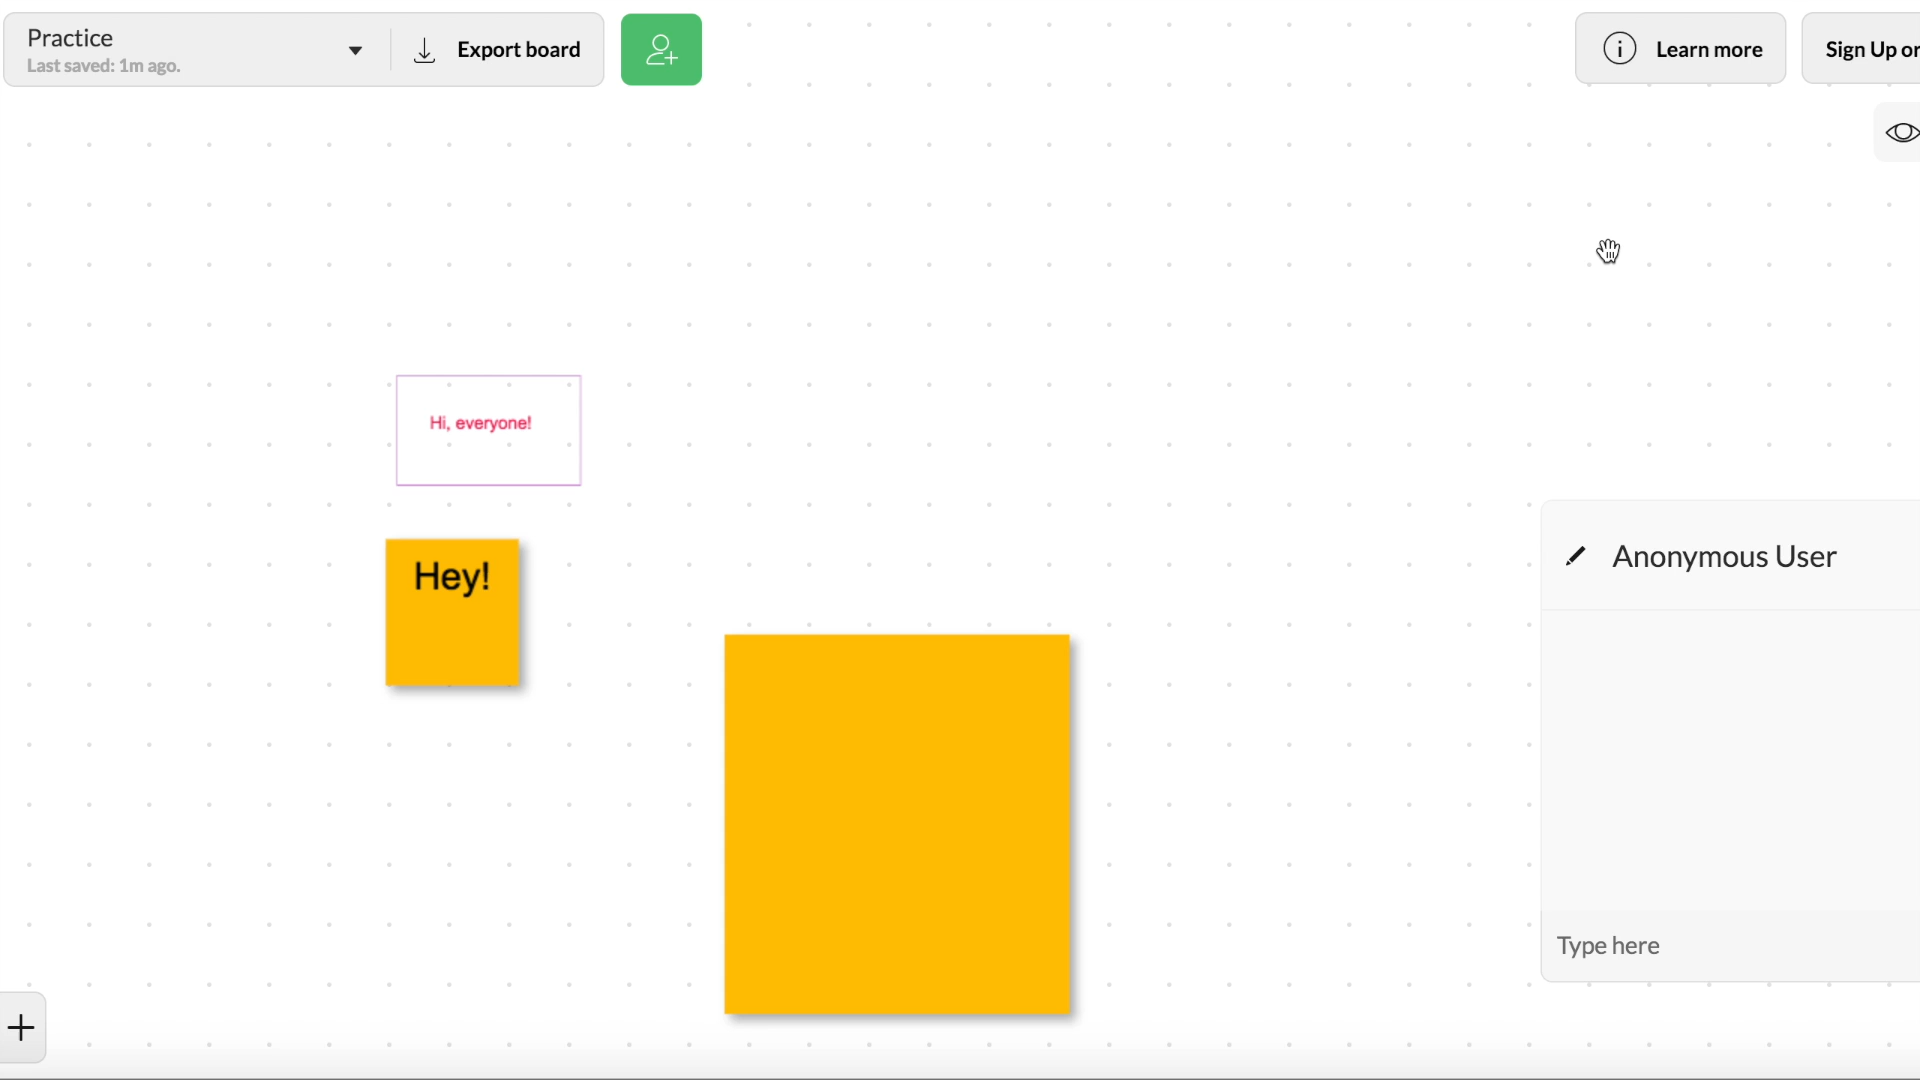 Practice
Last saved: 1m ago.
Export board
Learn more
Sign Up or
Hi, everyone!
Hey!
Anonymous User
Type here